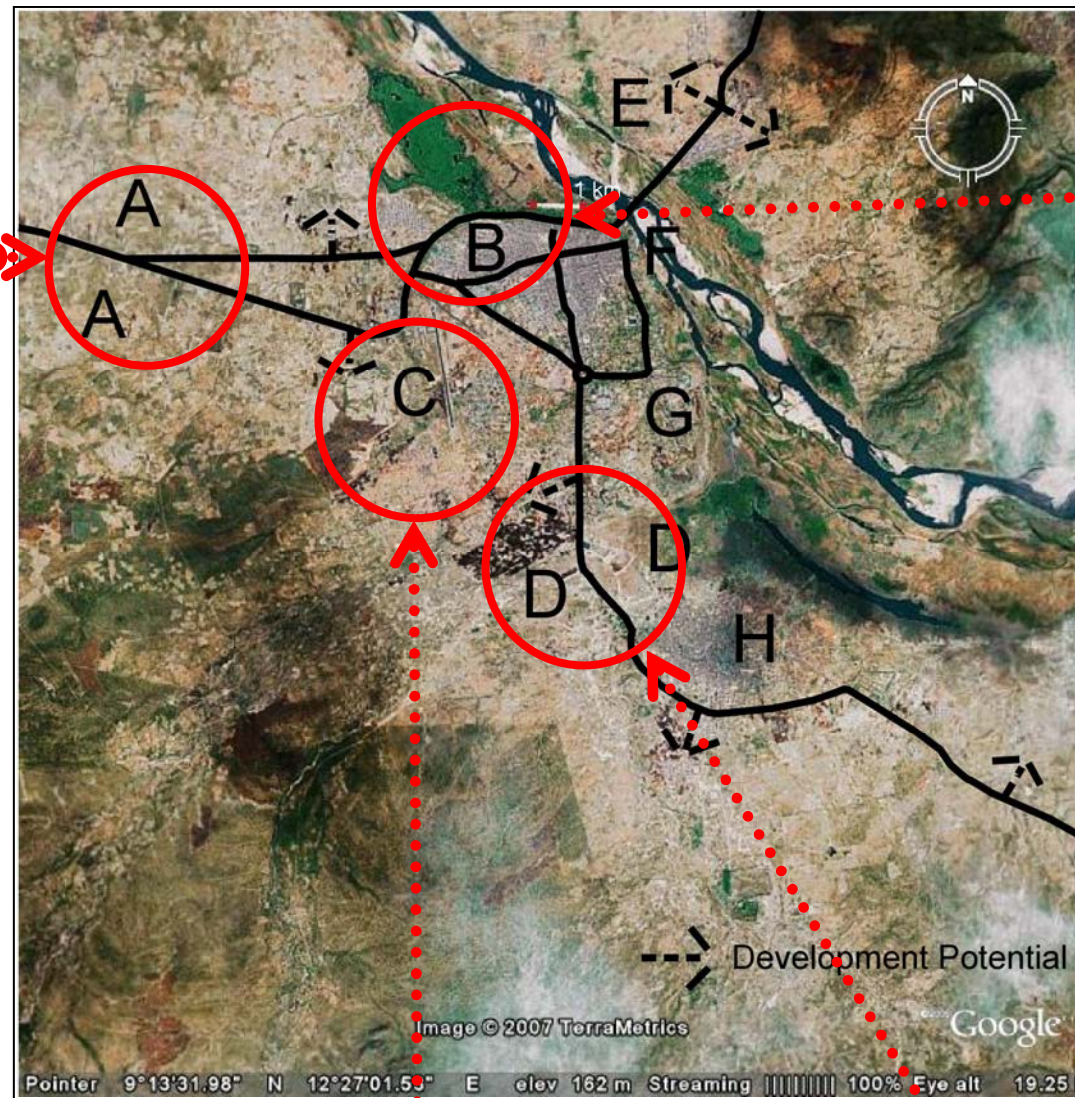 E
N
1 km
A
B
F
A
C
G
D
D
H
Development Potential
Image © 2007 TerraMetrics
Google
Pointer 9°13'31.98" N 12°27'01.56" E elev 162 m Streaming |||||||||| 100% Eye alt 19.25